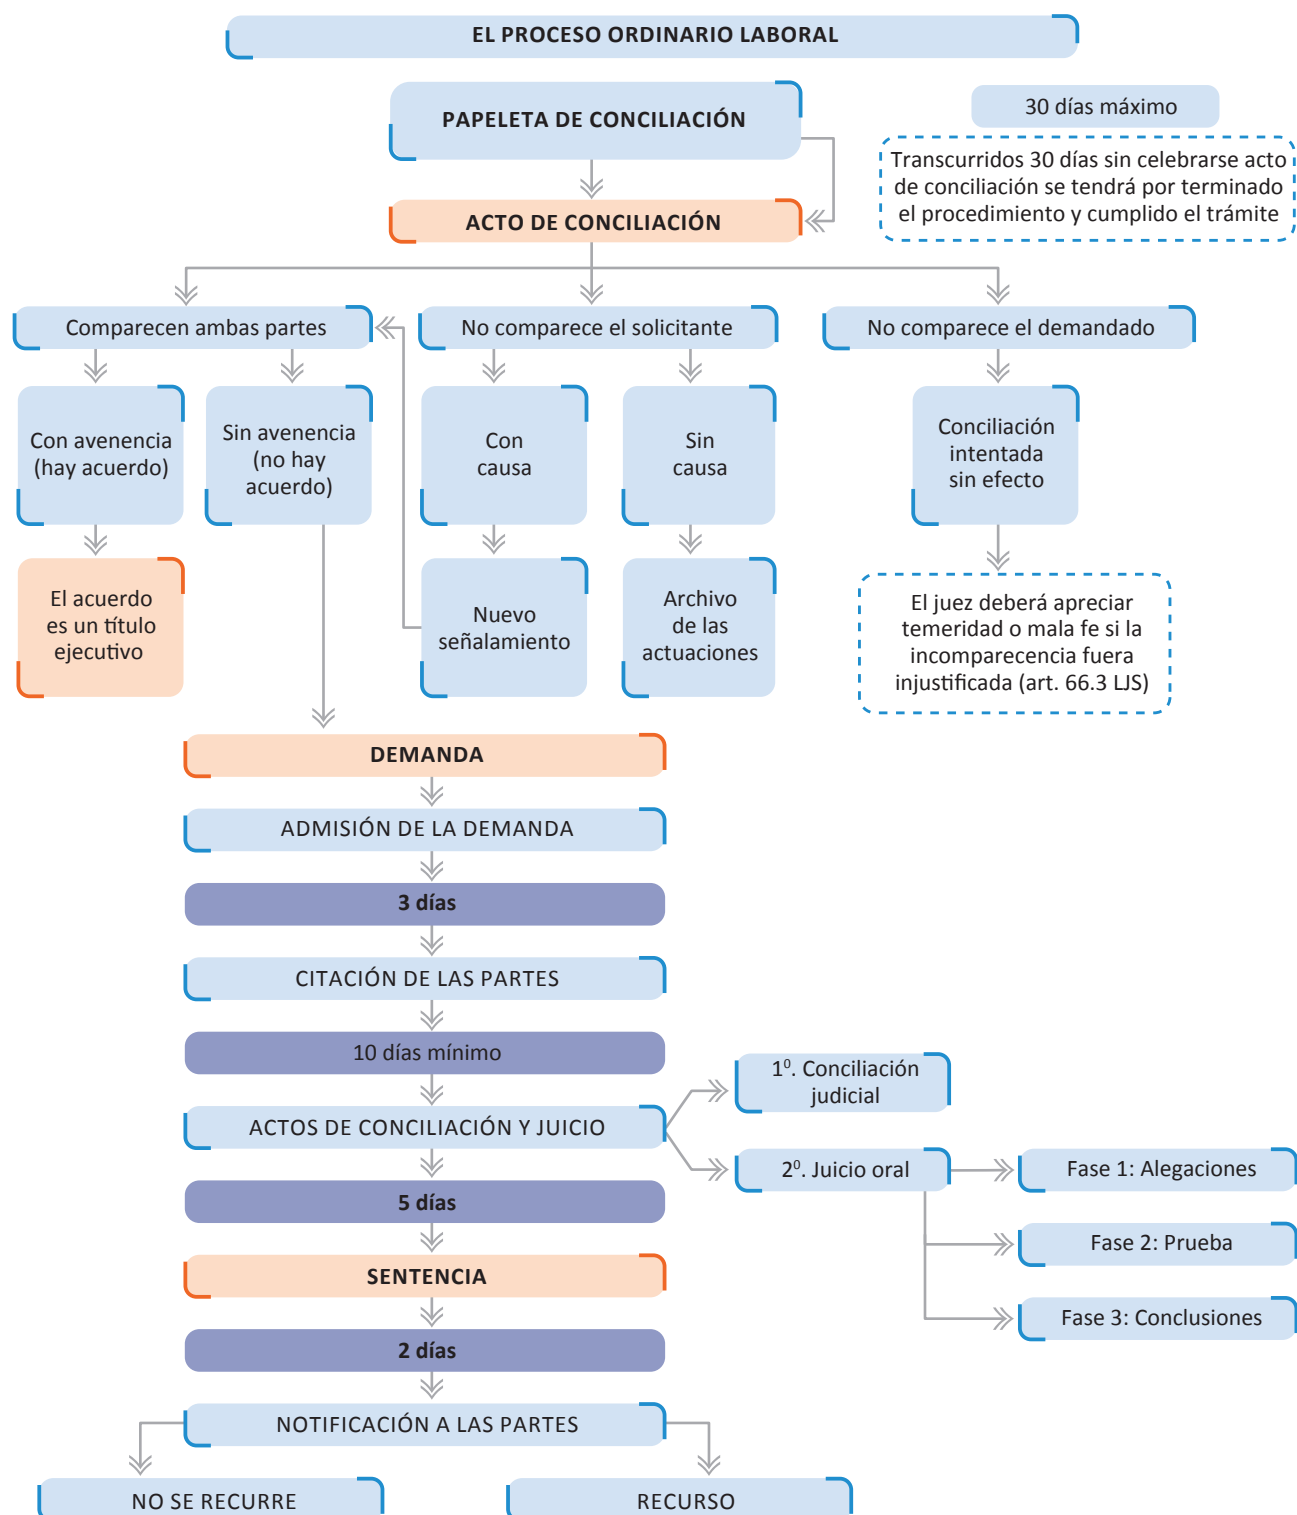 EL PROCESO ORDINARIO LABORAL
PAPELETA DE CONCILIACIÓN
30 días máximo
Transcurridos 30 días sin celebrarse acto
de conciliación se tendrá por terminado
el procedimiento y cumplido el trámite
ACTO DE CONCILIACIÓN
Comparecen ambas partes
No comparece el solicitante
No comparece el demandado
Con avenencia
(hay acuerdo)
Sin avenencia
(no hay
acuerdo)
Con
causa
Sin
causa
Conciliación
intentada
sin efecto
El acuerdo
es un título
ejecutivo
Nuevo
señalamiento
Archivo
de las
actuaciones
El juez deberá apreciar
temeridad o mala fe si la
incomparecencia fuera
injustificada (art. 66.3 LJS)
DEMANDA
ADMISIÓN DE LA DEMANDA
3 días
CITACIÓN DE LAS PARTES
10 días mínimo
ACTOS DE CONCILIACIÓN Y JUICIO
1⁰. Conciliación
judicial
2⁰. Juicio oral
Fase 1: Alegaciones
Fase 2: Prueba
Fase 3: Conclusiones
5 días
SENTENCIA
2 días
NOTIFICACIÓN A LAS PARTES
NO SE RECURRE
RECURSO